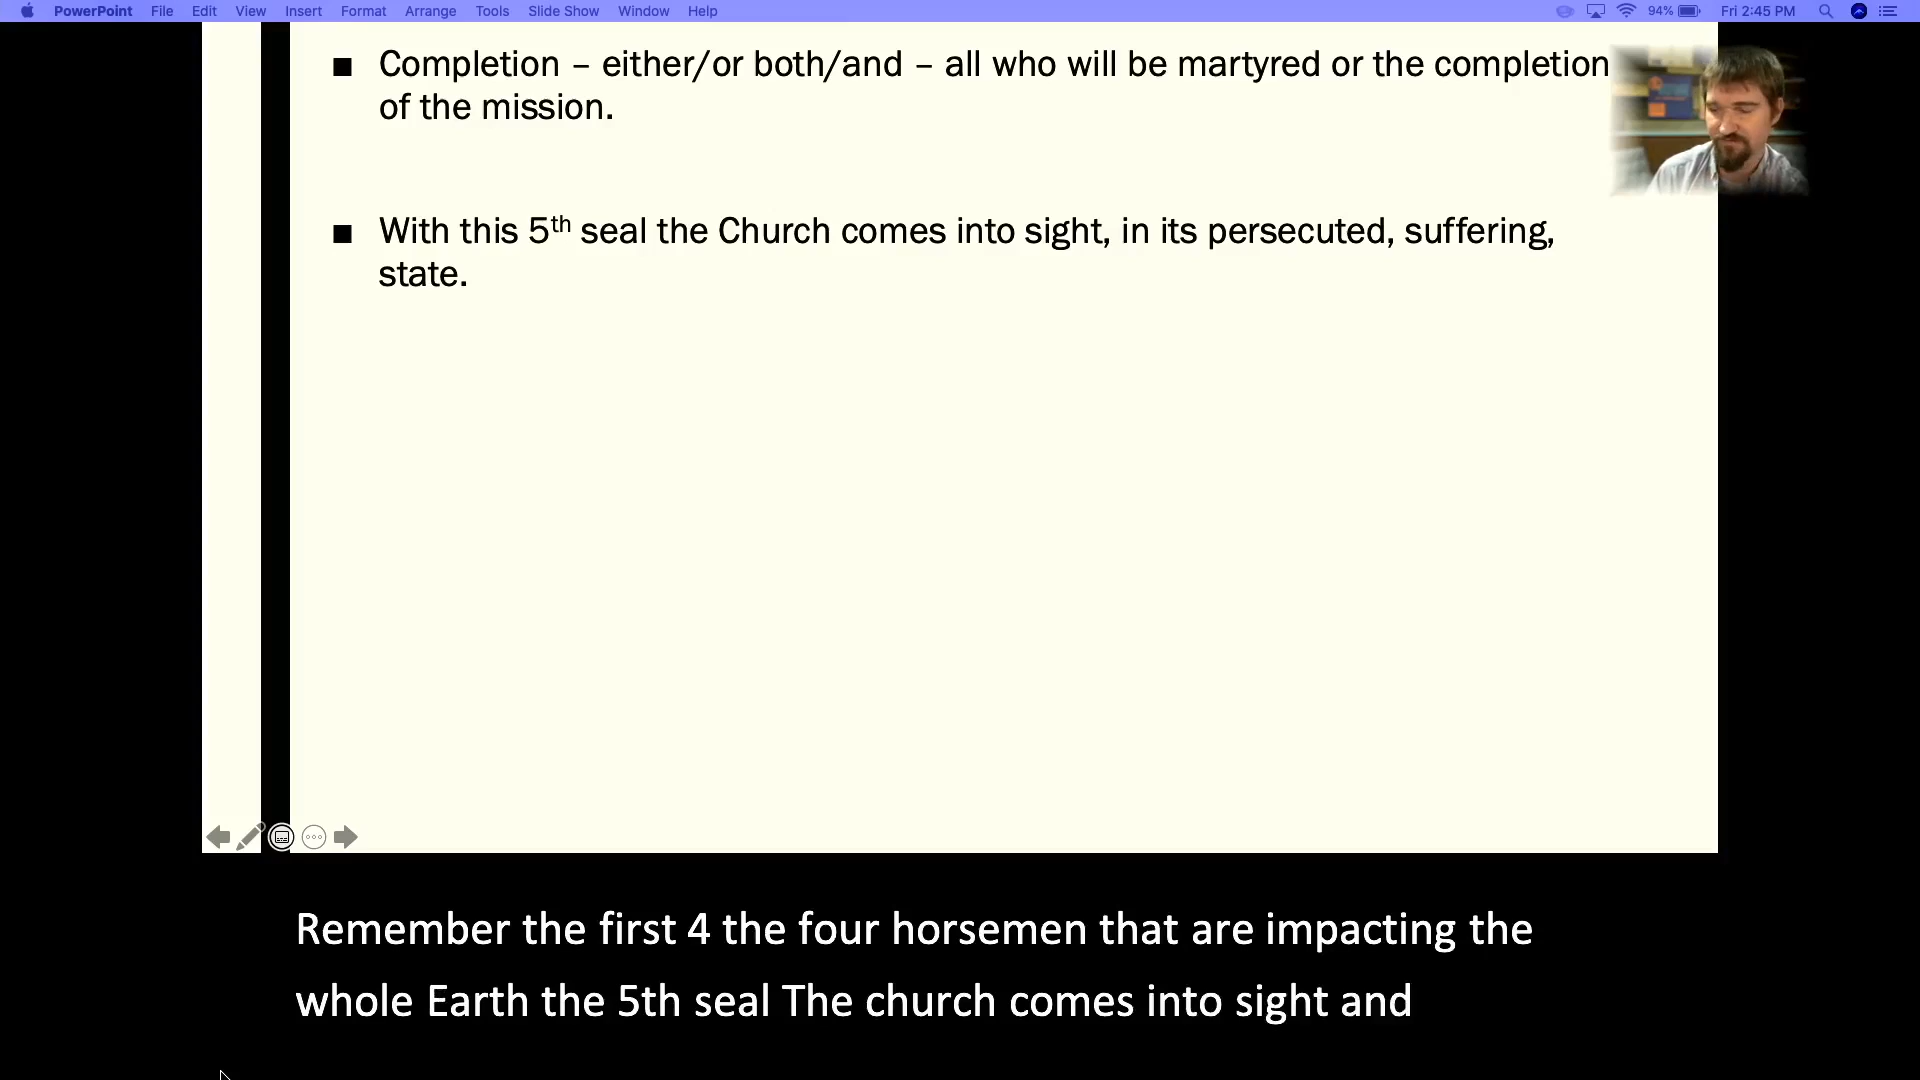 PowerPoint File Edit View Insert Format Arrange Tools Slide Show Window Help 94% Fri 2:45 PM
■ Completion – either/or both/and – all who will be martyred or the completion
of the mission.
■ With this 5th seal the Church comes into sight, in its persecuted, suffering,
state.
Remember the first 4 the four horsemen that are impacting the
whole Earth the 5th seal The church comes into sight and